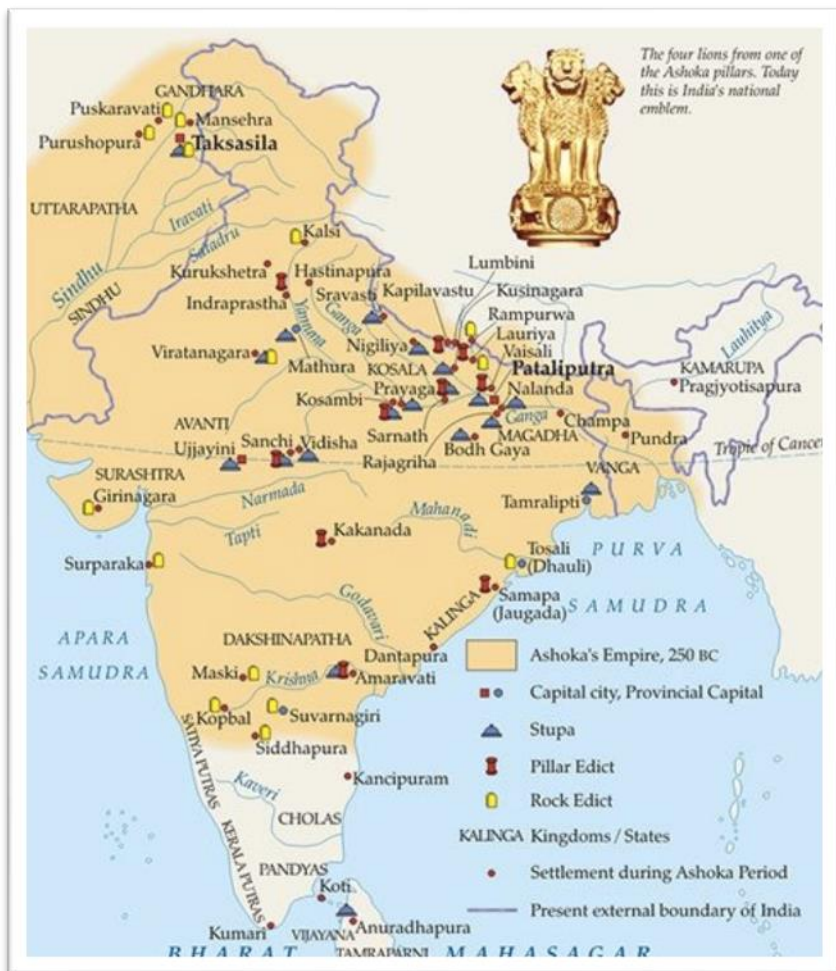 The four lions from one of
the Ashoka pillars. Today
this is India's national
emblem.
GANDHARA
Puskaravati
Mansehra
Purushopura
Taksasila
UTTARAPATHA
Iravati
Satadru
Sindhu
SINDHU
Kalsi
Kurukshetra
Hastinapura
Lumbini
Indraprastha
Sravasti
Kapilavastu
Kusinagara
Yamuna
Ganga
Rampurwa
Nigiliya
Lauriya
Viratanagara
Vaisali
Mathura
KOSALA
Pataliputra
Lauhitya
KAMARUPA
Pragjyotisapura
Prayaga
Nalanda
Kosambi
Ganga
AVANTI
Sarnath
MAGADHA
Champa
Pundra
Ujjayini
Sanchi
Vidisha
Rajagriha
Bodh Gaya
Tropic of Cancer
SURASHTRA
VANGA
Girinagara
Narmada
Tamralipti
Mahanadi
Tapti
Kakanada
Surparaka
Tosali
(Dhauli)
PURVA
SAMUDRA
Godavari
KALINGA
Samapa
(Jaugada)
APARA
SAMUDRA
DAKSHINAPATHA
Dantapura
Maski
Krishna
Amaravati
Kopbal
Suvarnagiri
Siddhapura
SATIYA PUTRAS
Kancipuram
Kaveri
CHOLAS
KERALA PUTRAS
PANDYAS
Koti
Kumari
VIJAYANA
Anuradhapura
TAMRAPARNI
BHARAT MAHASAGAR
Ashoka's Empire, 250 BC
Capital city, Provincial Capital
Stupa
Pillar Edict
Rock Edict
KALINGA Kingdoms / States
Settlement during Ashoka Period
Present external boundary of India